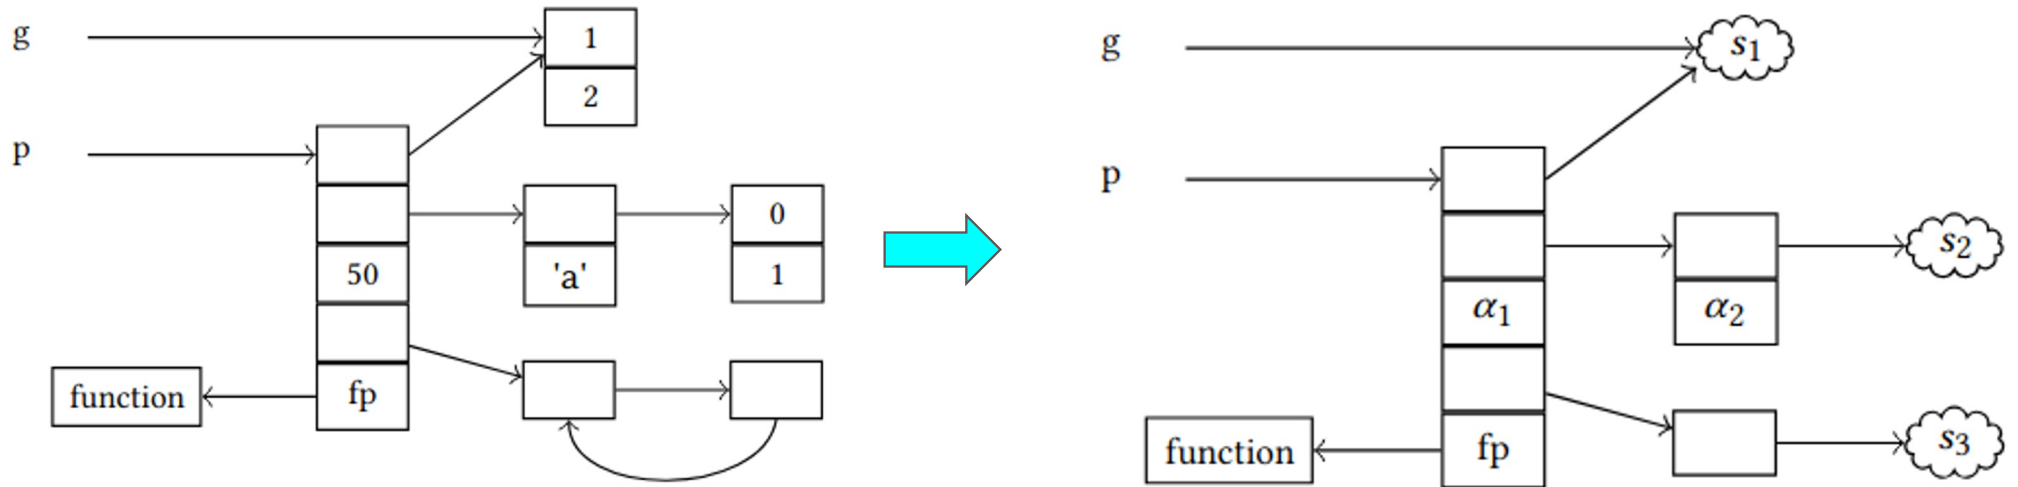 g
1
2
p
50
'a'
0
1
function
fp
g
s1
p
α1
α2
s2
function
fp
s3